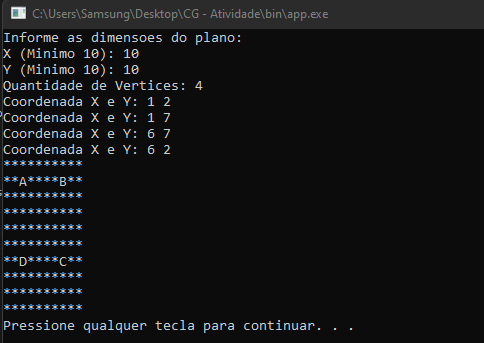 C:\Users\Samsung\Desktop\CG - Atividade\bin\app.exe
Informe as dimensoes do plano:
X (Minimo 10): 10
Y (Minimo 10): 10
Quantidade de Vertices: 4
Coordenada X e Y: 1 2
Coordenada X e Y: 1 7
Coordenada X e Y: 6 7
Coordenada X e Y: 6 2
**********
**A****B**
**********
**********
**********
**********
**D****C**
**********
**********
**********
Pressione qualquer tecla para continuar. . .